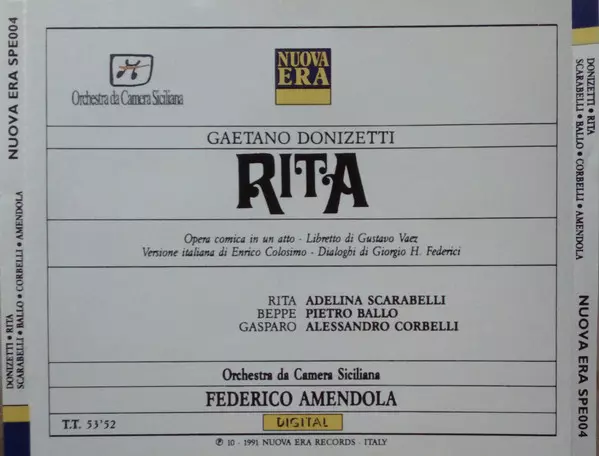 NUOVA ERA SPE004
DONIZETTI • RITA
SCARABELLI • BALLO • CORBELLI • AMENDOLA
Orchestra da Camera Siciliana
NUOVA
ERA
GAETANO DONIZETTI
RITA
Opera comica in un atto - Libretto di Gustavo Vaez
Versione italiana di Enrico Colosimo - Dialoghi di Giorgio H. Federici
RITA ADELINA SCARABELLI
BEPPE PIETRO BALLO
GASPARO ALESSANDRO CORBELLI
Orchestra da Camera Siciliana
FEDERICO AMENDOLA
T.T. 53'52
DIGITAL
℗ 10 - 1991 NUOVA ERA RECORDS - ITALY
DONIZETTI • RITA
SCARABELLI • BALLO • CORBELLI • AMENDOLA
NUOVA ERA SPE004